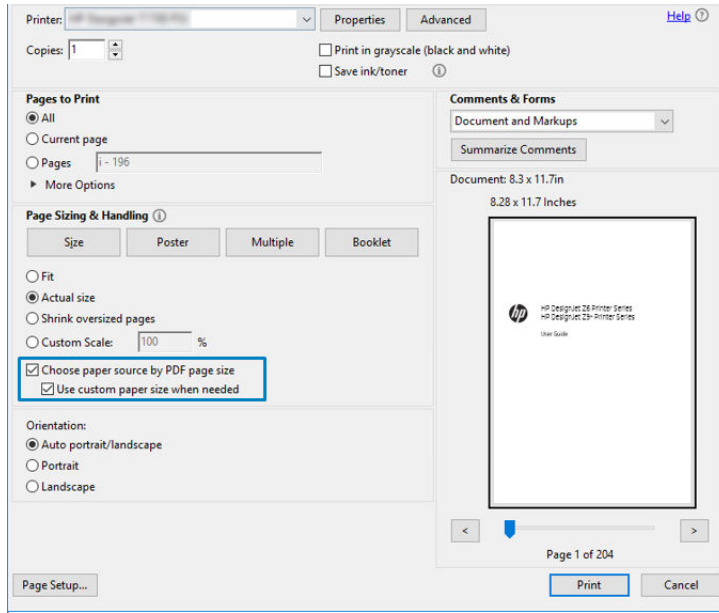 Printer:
Properties
Advanced
Help
Copies: 1
Print in grayscale (black and white)
Save ink/toner
Pages to Print
All
Current page
Pages i - 196
More Options
Page Sizing & Handling
Size
Poster
Multiple
Booklet
Fit
Actual size
Shrink oversized pages
Custom Scale: 100 %
Choose paper source by PDF page size
Use custom paper size when needed
Orientation:
Auto portrait/landscape
Portrait
Landscape
Comments & Forms
Document and Markups
Summarize Comments
Document: 8.3 x 11.7in
8.28 x 11.7 Inches
hp
HP DesignJet Z6 Printer Series
HP DesignJet Z9+ Printer Series
User Guide
<
>
Page 1 of 204
Page Setup...
Print
Cancel